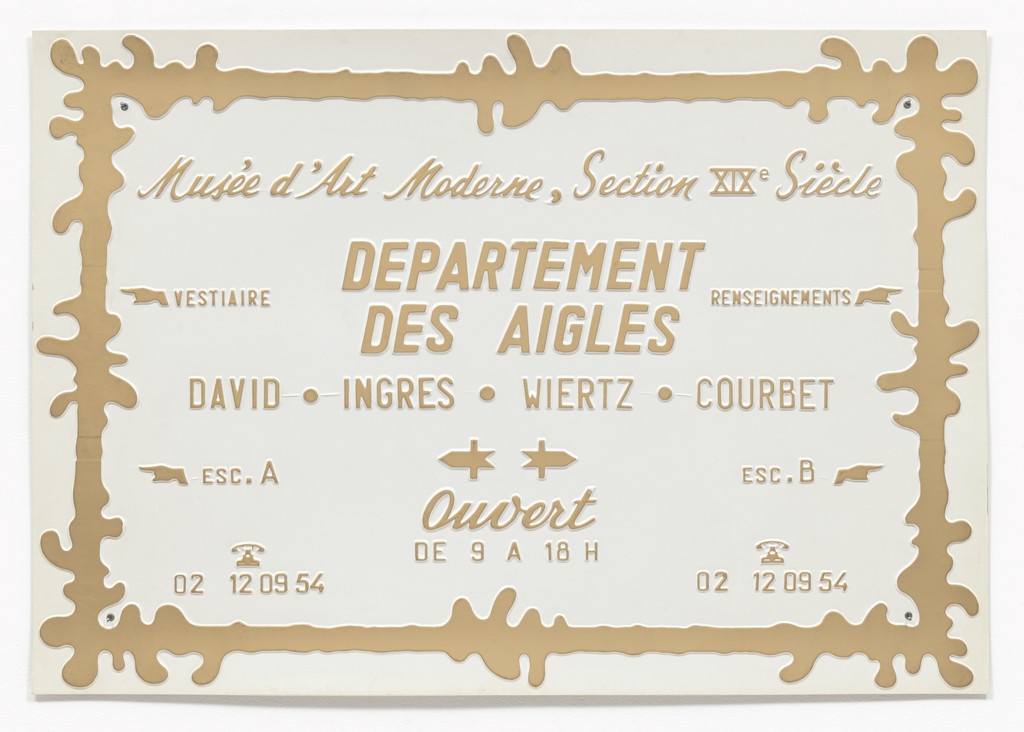 Musée d'Art Moderne, Section XIXe Siècle
DEPARTEMENT
VESTIAIRE
RENSEIGNEMENTS
DES AIGLES
DAVID • INGRES • WIERTZ • COURBET
ESC. A
ESC. B
Ouvert
DE 9 A 18 H
02 12 09 54
02 12 09 54